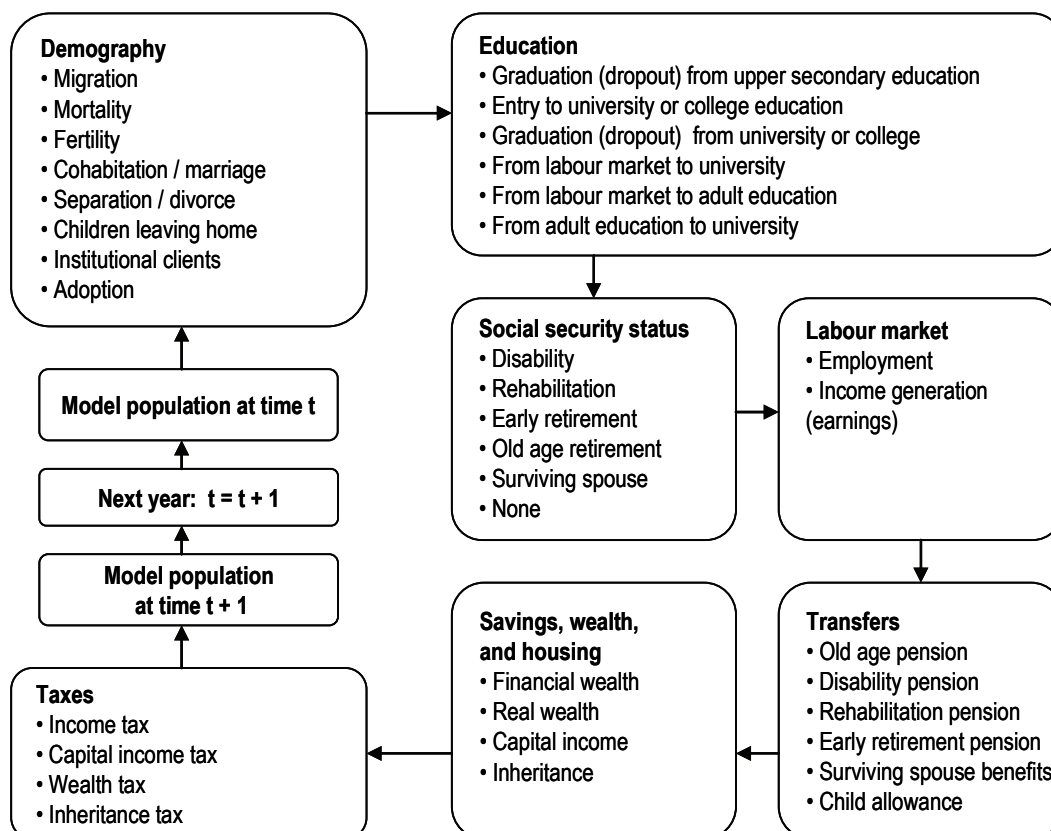 Demography
• Migration
• Mortality
• Fertility
• Cohabitation / marriage
• Separation / divorce
• Children leaving home
• Institutional clients
• Adoption
Education
• Graduation (dropout) from upper secondary education
• Entry to university or college education
• Graduation (dropout)  from university or college
• From labour market to university
• From labour market to adult education
• From adult education to university
Social security status
• Disability
• Rehabilitation
• Early retirement
• Old age retirement
• Surviving spouse
• None
Labour market
• Employment
• Income generation
(earnings)
Model population at time t
Next year:  t = t + 1
Model population
at time t + 1
Savings, wealth,
and housing
• Financial wealth
• Real wealth
• Capital income
• Inheritance
Transfers
• Old age pension
• Disability pension
• Rehabilitation pension
• Early retirement pension
• Surviving spouse benefits
• Child allowance
Taxes
• Income tax
• Capital income tax
• Wealth tax
• Inheritance tax